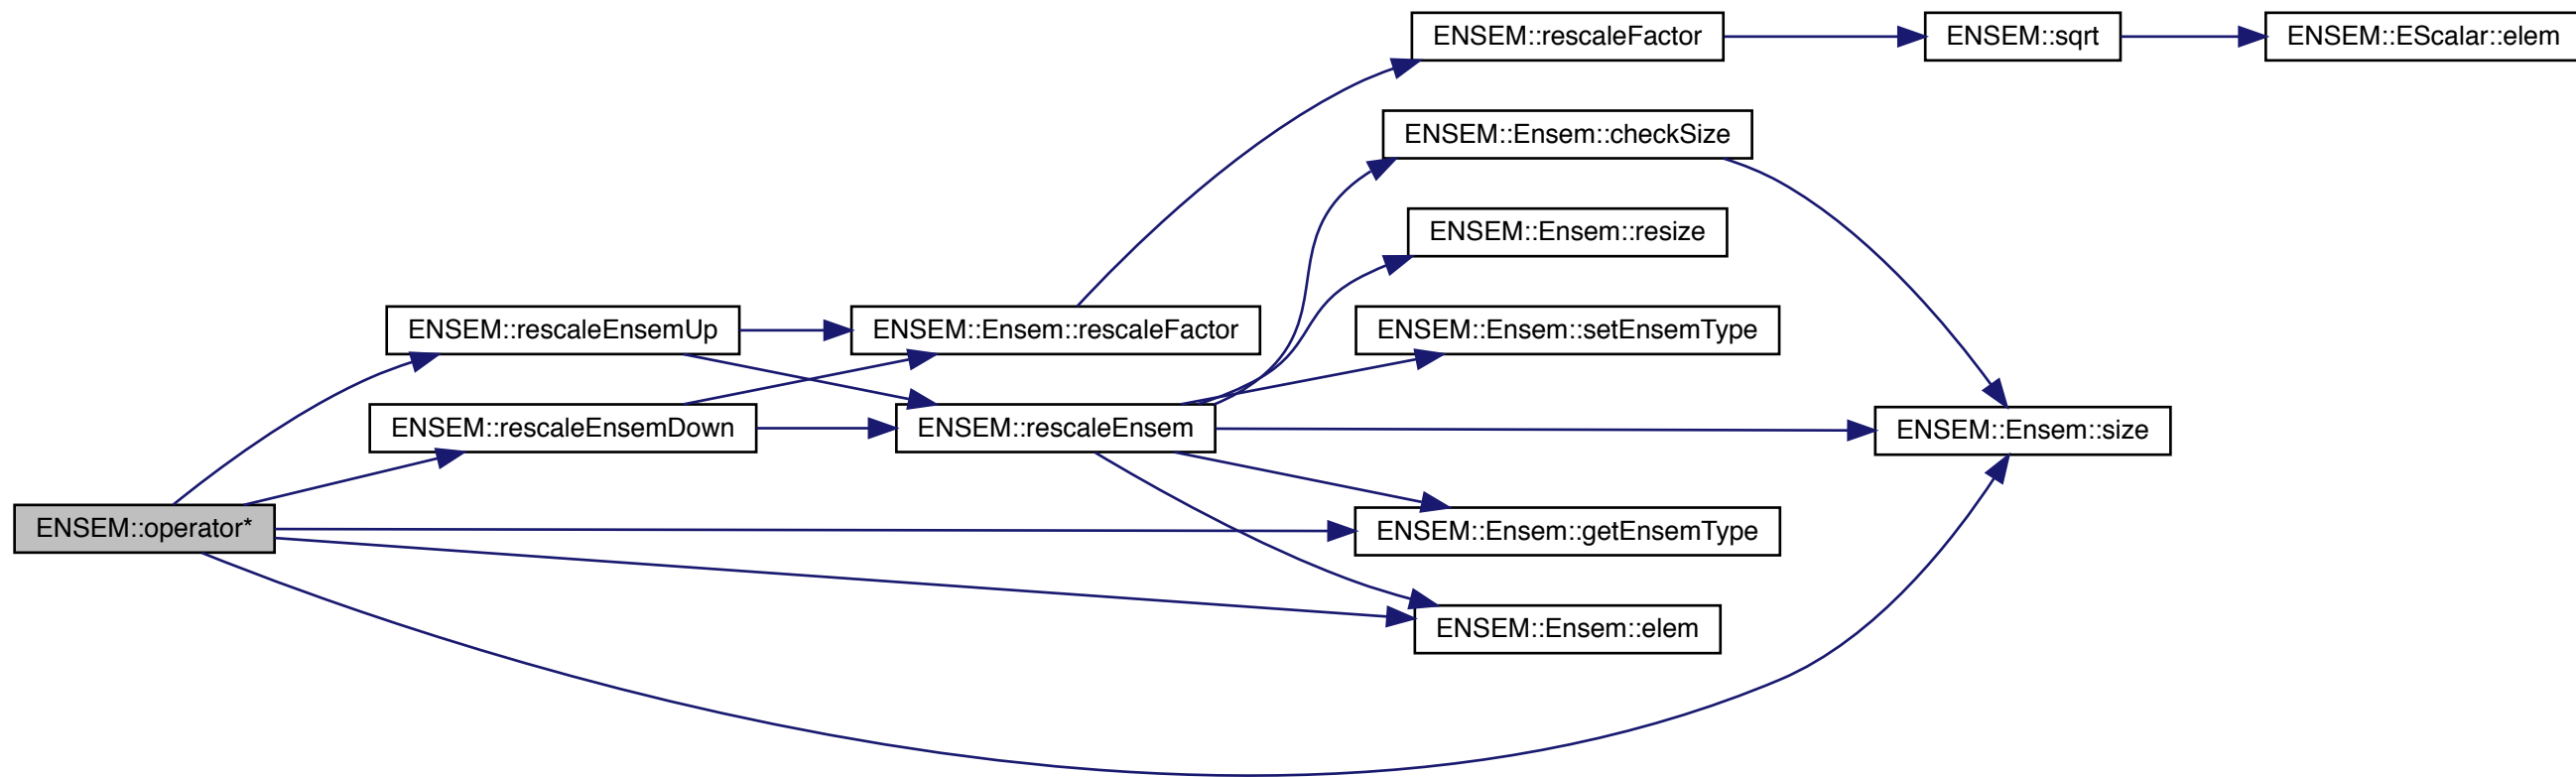 ENSEM::rescaleFactor
ENSEM::sqrt
ENSEM::EScalar::elem
ENSEM::Ensem::checkSize
ENSEM::Ensem::resize
ENSEM::rescaleEnsemUp
ENSEM::Ensem::rescaleFactor
ENSEM::Ensem::setEnsemType
ENSEM::rescaleEnsemDown
ENSEM::rescaleEnsem
ENSEM::Ensem::size
ENSEM::operator*
ENSEM::Ensem::getEnsemType
ENSEM::Ensem::elem